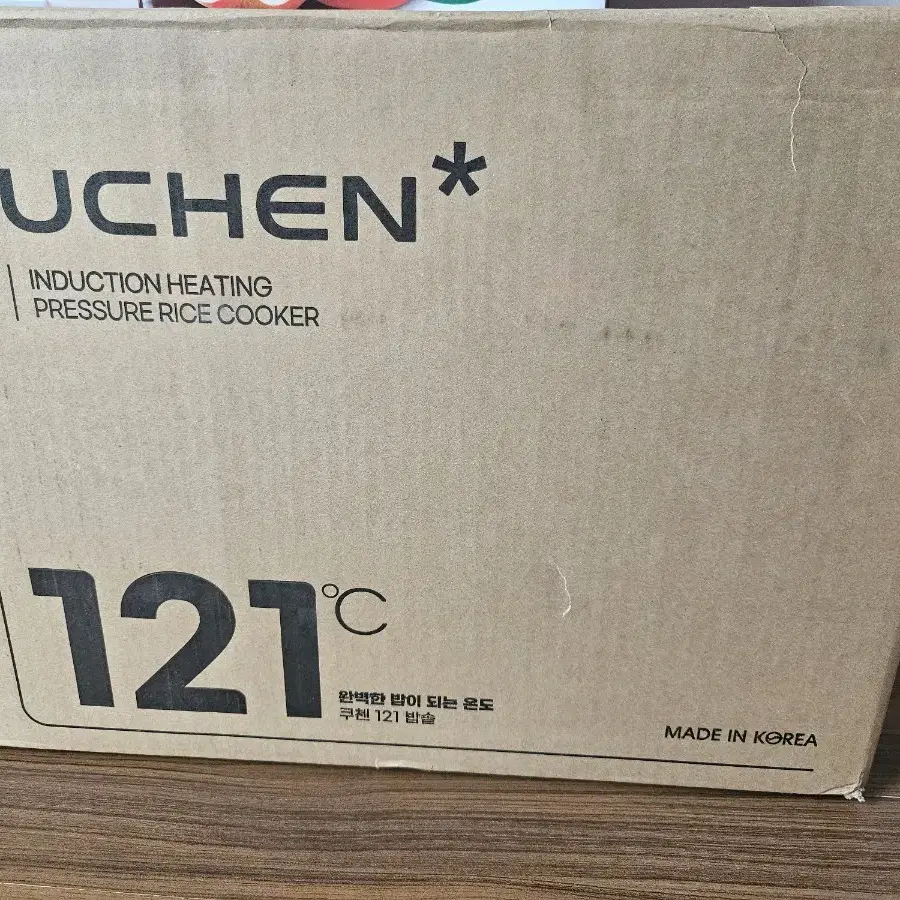 UCHEN*
INDUCTION HEATING
PRESSURE RICE COOKER
121℃
완벽한 밥이 되는 온도
쿠첸 121 밥솥
MADE IN KOREA